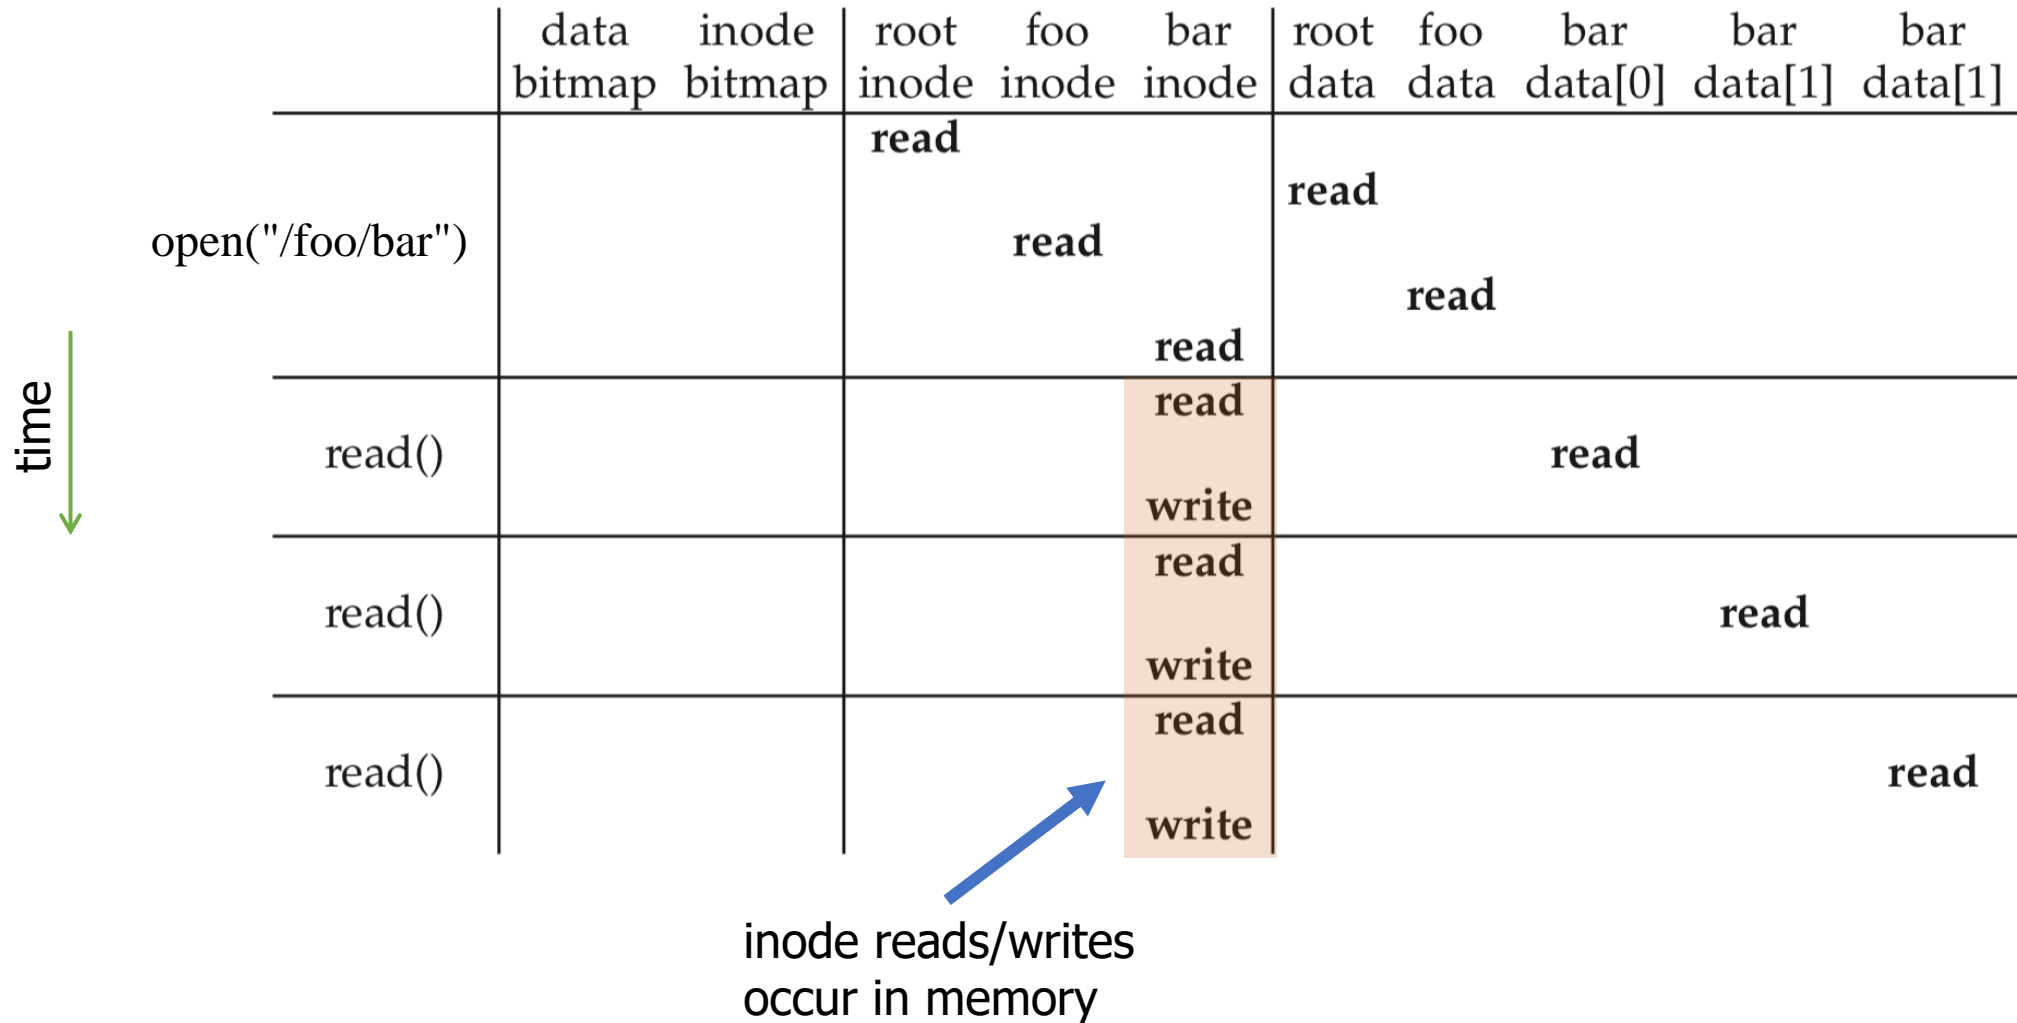 data inode root foo bar root foo bar bar bar
bitmap bitmap inode inode inode data data data[0] data[1] data[1]
read
read
open("/foo/bar") read
read
read
time
read
read() read
write
read
read() read
write
read
read() read
write
inode reads/writes
occur in memory